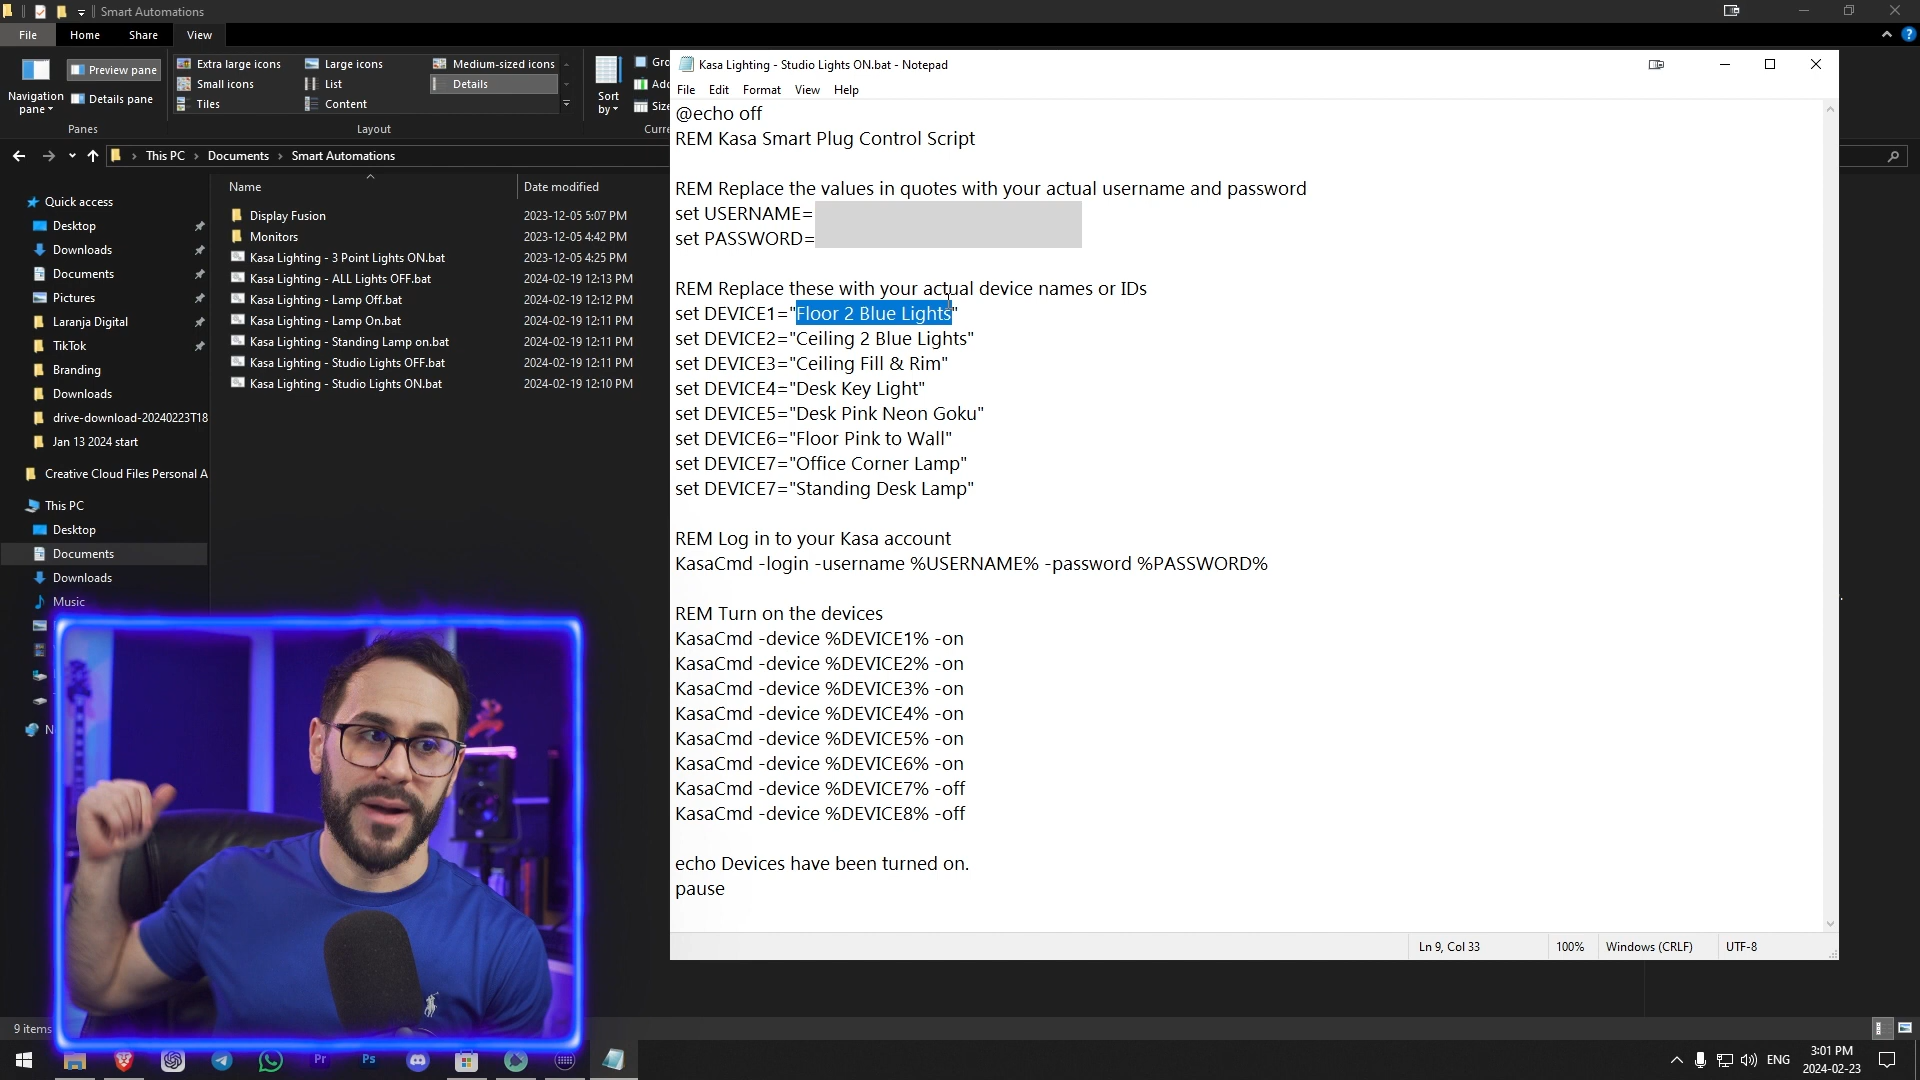 Smart Automations
File
Home
Share
View
Navigation
pane
Preview pane
Details pane
Panes
Extra large icons
Large icons
Medium-sized icons
Small icons
List
Details
Tiles
Content
Layout
Sort
by
This PC
Documents
Smart Automations
Quick access
Desktop
Downloads
Documents
Pictures
Laranja Digital
TikTok
Branding
Downloads
drive-download-20240223T18
Jan 13 2024 start
Creative Cloud Files Personal A
This PC
Desktop
Documents
Downloads
Music
Name
Date modified
Display Fusion
2023-12-05 5:07 PM
Monitors
2023-12-05 4:42 PM
Kasa Lighting - 3 Point Lights ON.bat
2023-12-05 4:25 PM
Kasa Lighting - ALL Lights OFF.bat
2024-02-19 12:13 PM
Kasa Lighting - Lamp Off.bat
2024-02-19 12:12 PM
Kasa Lighting - Lamp On.bat
2024-02-19 12:11 PM
Kasa Lighting - Standing Lamp on.bat
2024-02-19 12:11 PM
Kasa Lighting - Studio Lights OFF.bat
2024-02-19 12:11 PM
Kasa Lighting - Studio Lights ON.bat
2024-02-19 12:10 PM
Kasa Lighting - Studio Lights ON.bat - Notepad
File Edit Format View Help
@echo off
REM Kasa Smart Plug Control Script
REM Replace the values in quotes with your actual username and password
set USERNAME=
set PASSWORD=
REM Replace these with your actual device names or IDs
set DEVICE1="Floor 2 Blue Lights"
set DEVICE2="Ceiling 2 Blue Lights"
set DEVICE3="Ceiling Fill & Rim"
set DEVICE4="Desk Key Light"
set DEVICE5="Desk Pink Neon Goku"
set DEVICE6="Floor Pink to Wall"
set DEVICE7="Office Corner Lamp"
set DEVICE7="Standing Desk Lamp"
REM Log in to your Kasa account
KasaCmd -login -username %USERNAME% -password %PASSWORD%
REM Turn on the devices
KasaCmd -device %DEVICE1% -on
KasaCmd -device %DEVICE2% -on
KasaCmd -device %DEVICE3% -on
KasaCmd -device %DEVICE4% -on
KasaCmd -device %DEVICE5% -on
KasaCmd -device %DEVICE6% -on
KasaCmd -device %DEVICE7% -off
KasaCmd -device %DEVICE8% -off
echo Devices have been turned on.
pause
Ln 9, Col 33
100%
Windows (CRLF)
UTF-8
9 items
Pr
Ps
ENG
3:01 PM
2024-02-23